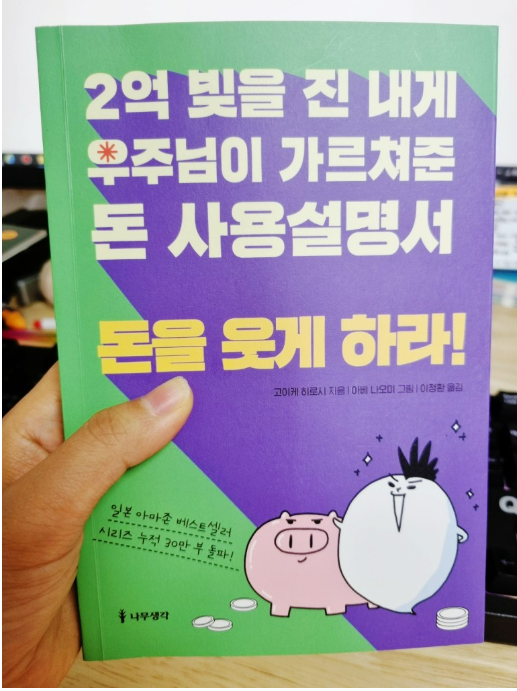 2억 빚을 진 내게
우주님이 가르쳐준
돈 사용설명서
돈을 웃게 하라!
고이케 히로시 지음 | 아베 나오미 그림 | 이정환 옮김
일본 아마존 베스트셀러
시리즈 누적 30만 부 돌파!
나무생각
Q